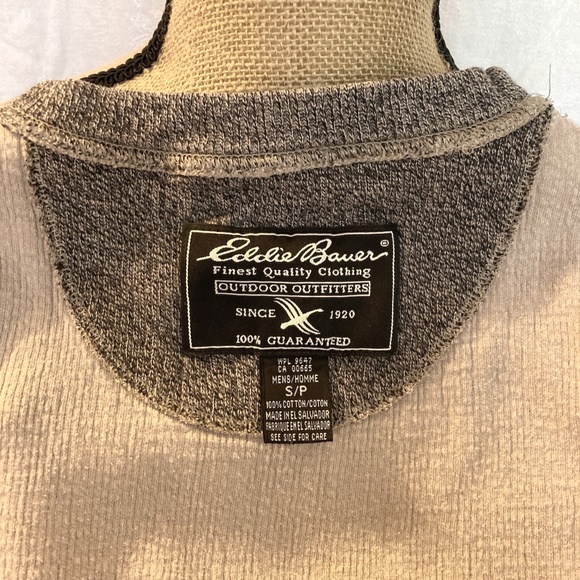 Eddie Bauer®
Finest Quality Clothing
OUTDOOR OUTFITTERS
SINCE 1920
100% GUARANTEED
WPL 9647
CA 00665
MENS/HOMME
S/P
100% COTTON/COTON
MADE IN EL SALVADOR
FABRIQUE EN EL SALVADOR
SEE SIDE FOR CARE